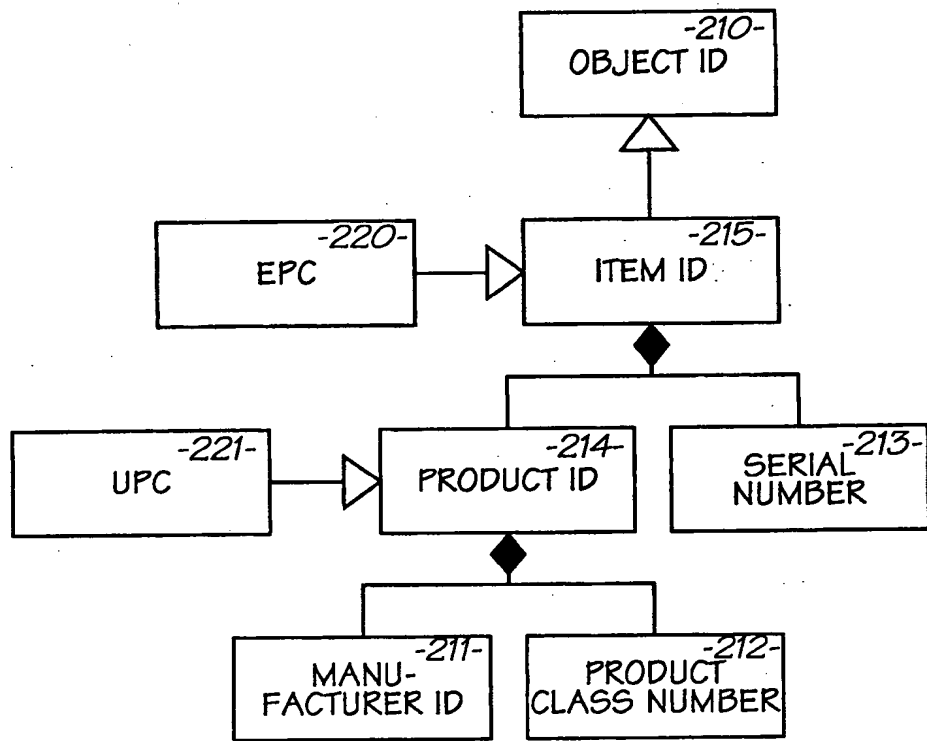 -210-
OBJECT ID
-220-
EPC
-215-
ITEM ID
-221-
UPC
-214-
PRODUCT ID
-213-
SERIAL
NUMBER
-211-
MANU-
FACTURER ID
-212-
PRODUCT
CLASS NUMBER